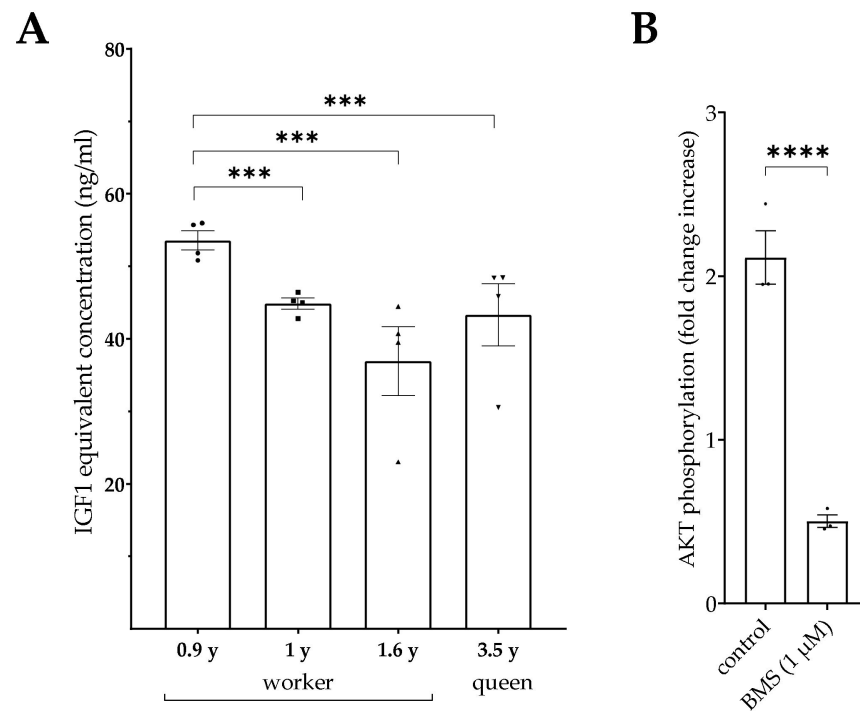 A
IGF1 equivalent concentration (ng/ml)
80
60
40
20
***
***
***
0.9 y
1 y
1.6 y
3.5 y
worker
queen
B
AKT phosphorylation (fold change increase)
3
2
1
0
****
control
BMS (1 µM)